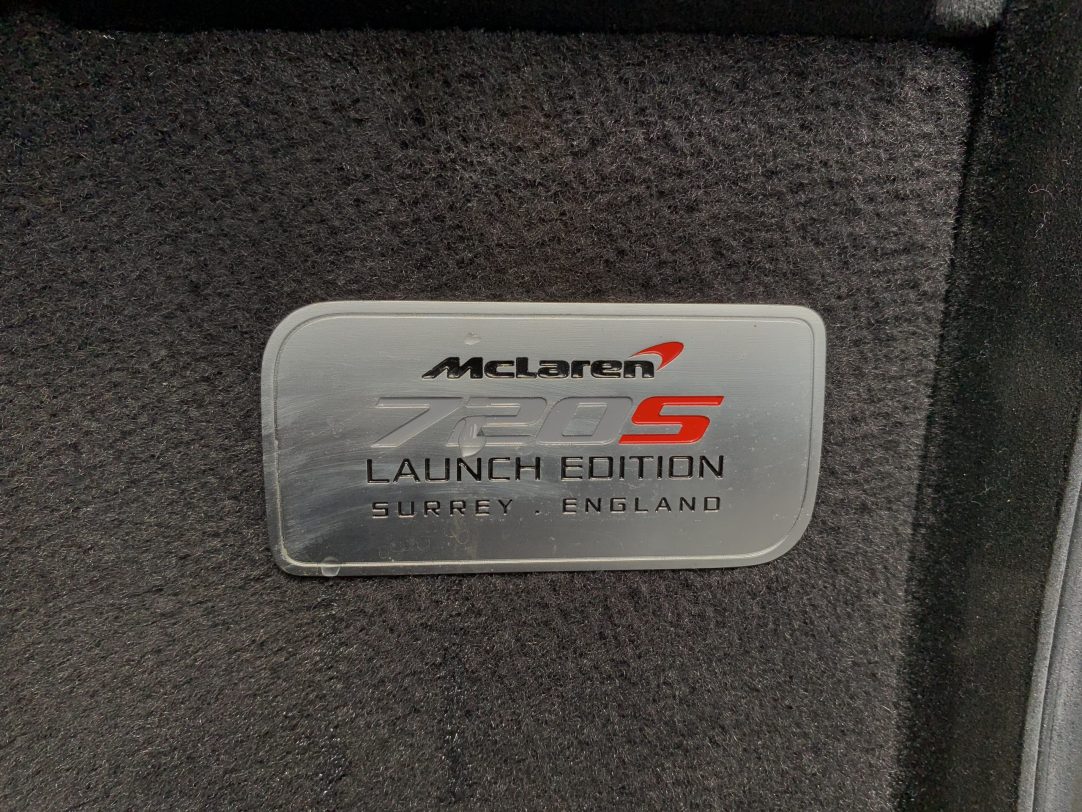 McLaren
720S
LAUNCH EDITION
SURREY . ENGLAND